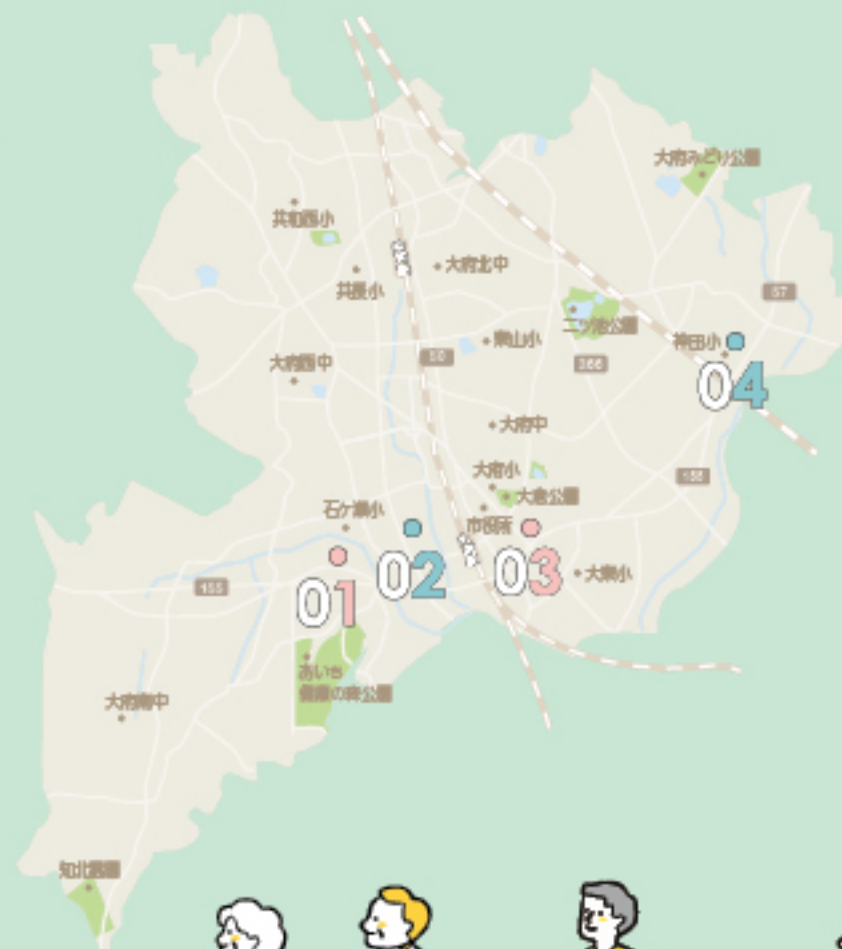 大府みどり公園
共和西小
大府北中
共長小
57
二ツ池公園
東山小
神田小
50
366
大府西中
04
大府中
大府小
155
大倉公園
石ケ瀬小
市役所
02
03
大東小
155
01
あいち
健康の森公園
大府南中
知北霊園